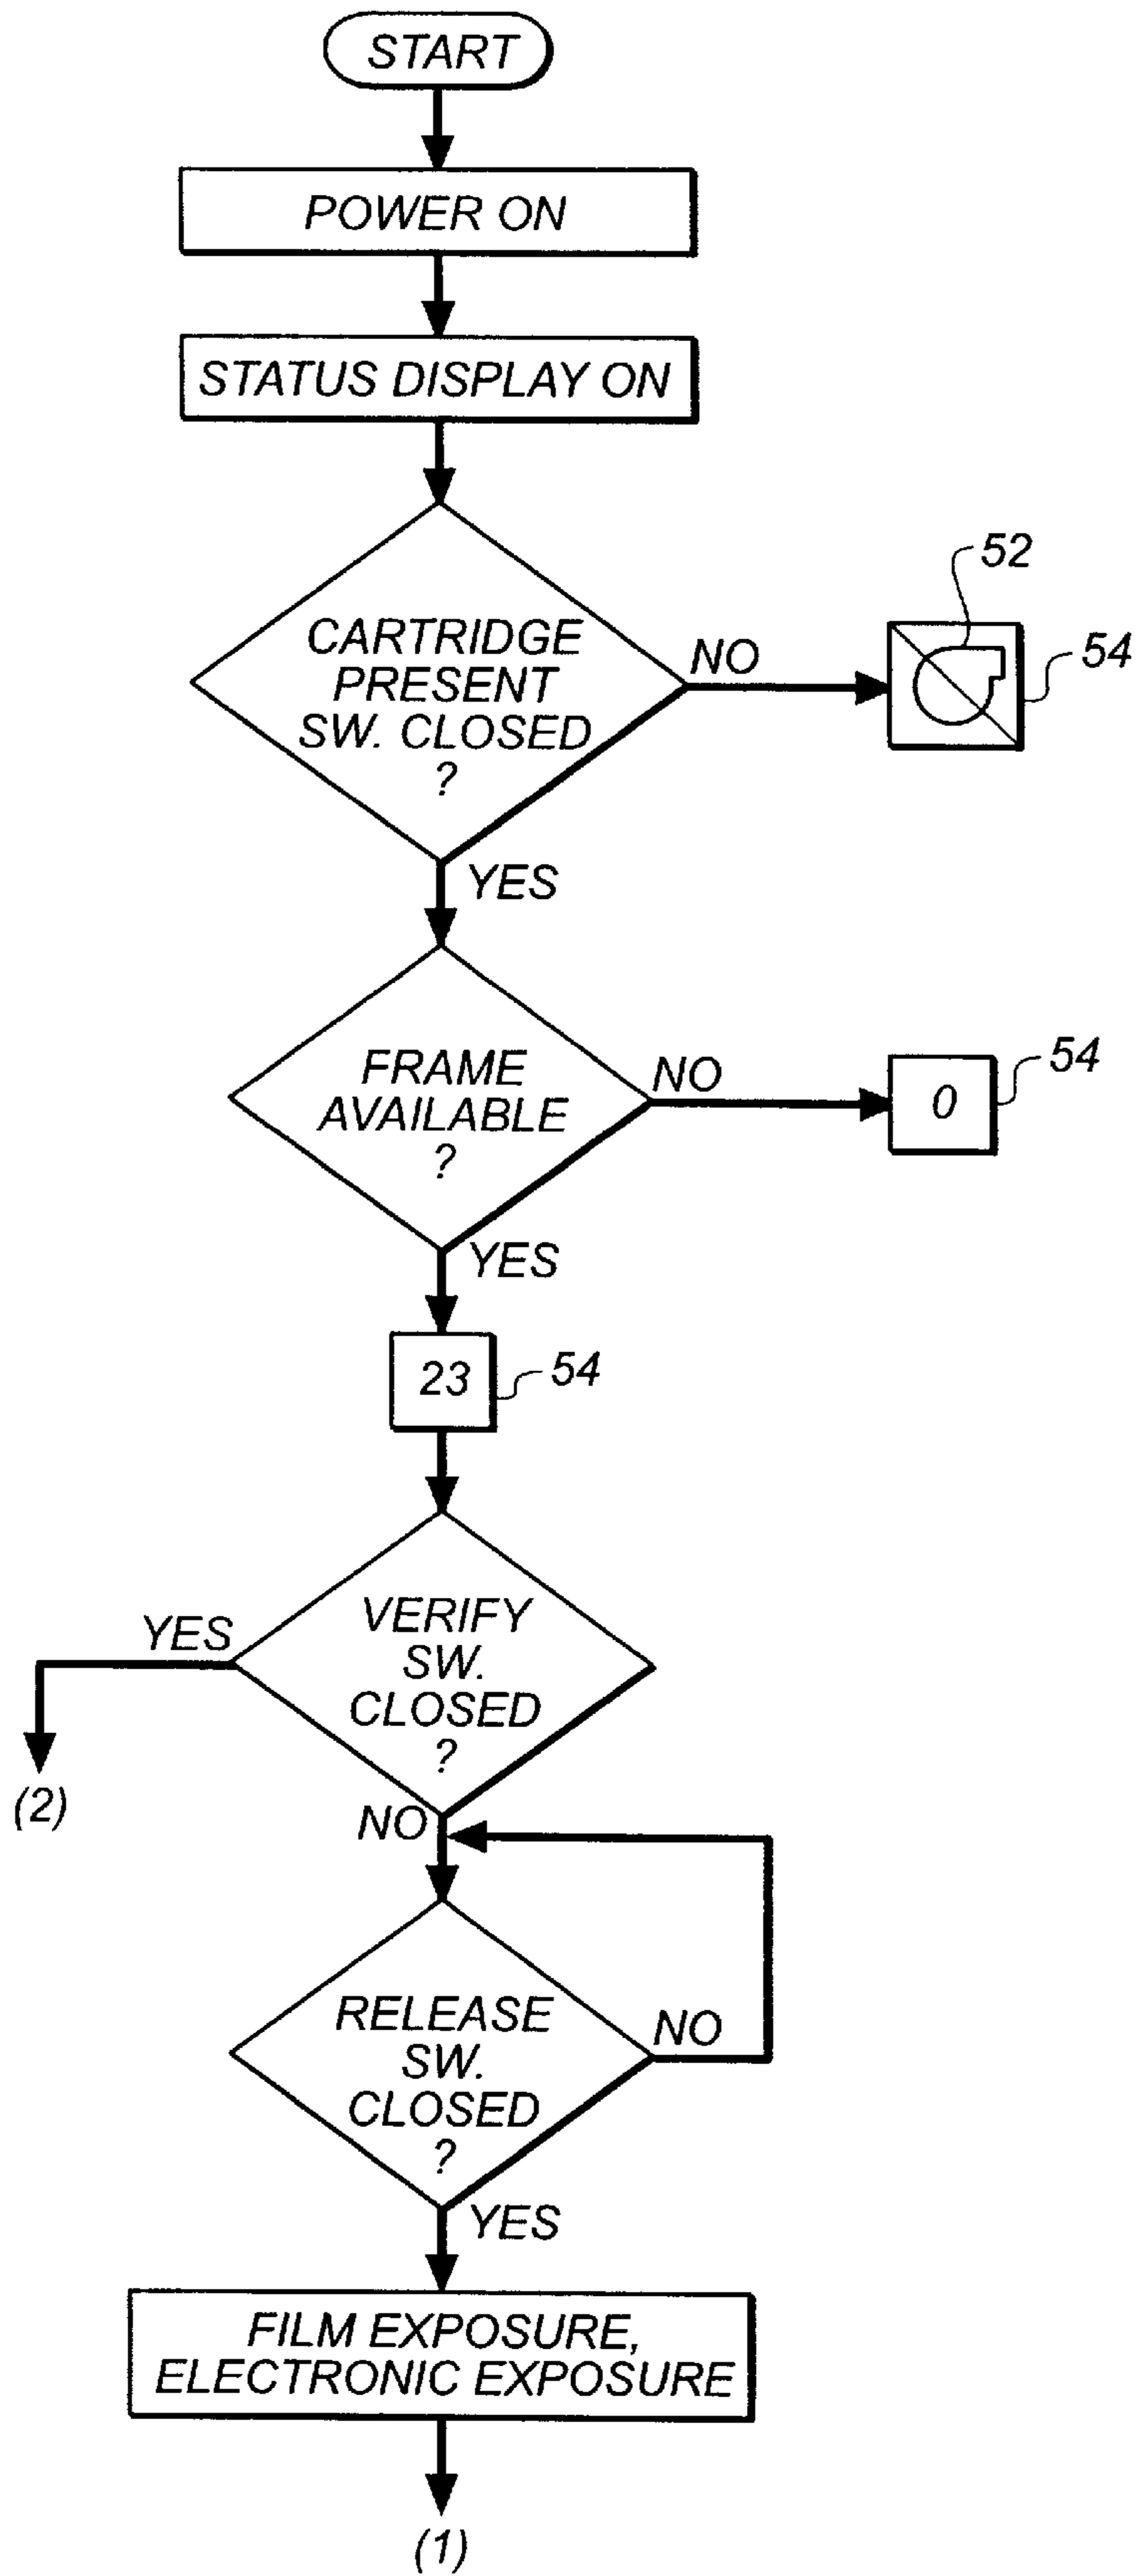 START
POWER ON
STATUS DISPLAY ON
CARTRIDGE
PRESENT
SW. CLOSED
?
NO
52
54
YES
FRAME
AVAILABLE
?
NO
0
54
YES
23
54
VERIFY
SW.
CLOSED
?
YES
(2)
NO
RELEASE
SW.
CLOSED
?
NO
YES
FILM EXPOSURE,
ELECTRONIC EXPOSURE
(1)